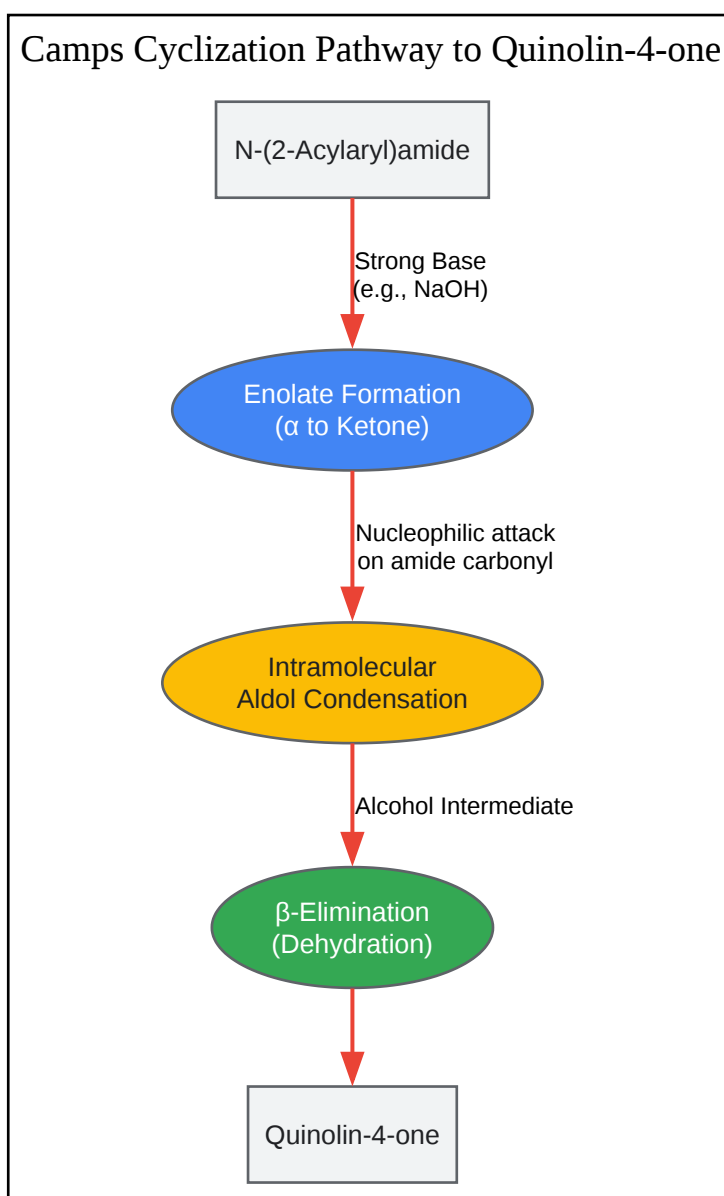 Camps Cyclization Pathway to Quinolin-4-one
N-(2-Acylaryl)amide
Strong Base
(e.g., NaOH)
Enolate Formation
(α to Ketone)
Nucleophilic attack
on amide carbonyl
Intramolecular
Aldol Condensation
Alcohol Intermediate
β-Elimination
(Dehydration)
Quinolin-4-one